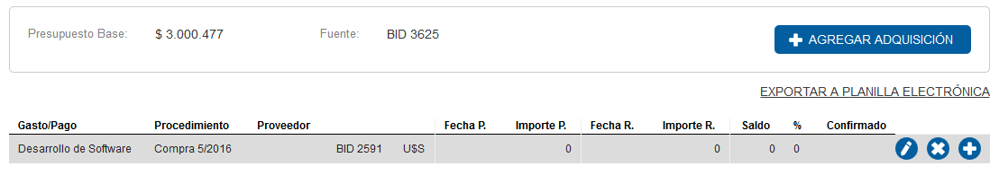 Presupuesto Base: $ 3.000.477 Fuente: BID 3625 AGREGAR ADQUISICIÓN
EXPORTAR A PLANILLA ELECTRÓNICA
Gasto/Pago Procedimiento Proveedor Fecha P. Importe P. Fecha R. Importe R. Saldo % Confirmado
Desarrollo de Software Compra 5/2016 BID 2591 U$S 0 0 0 0